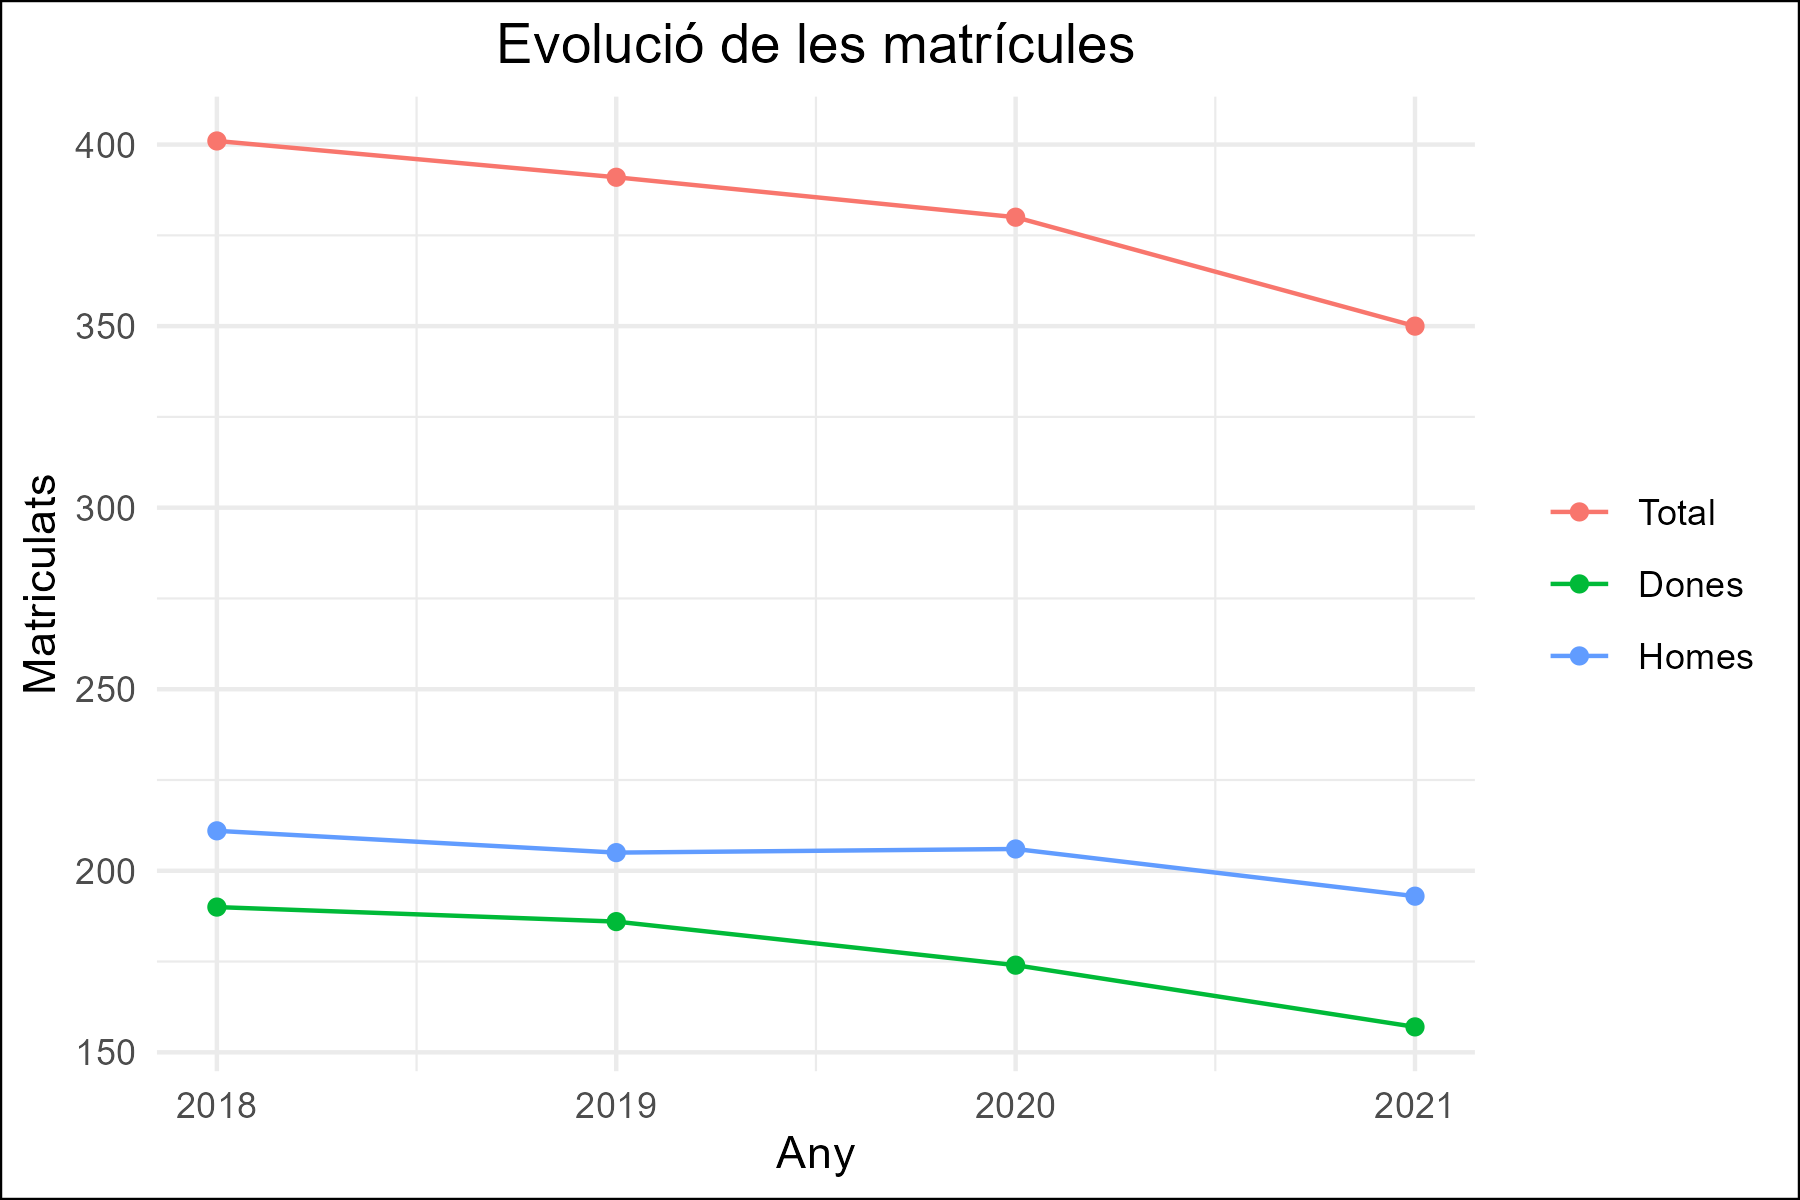 Evolució de les matrícules
Matriculats
400
350
300
250
200
150
2018 2019 2020 2021
Any
Total
Dones
Homes